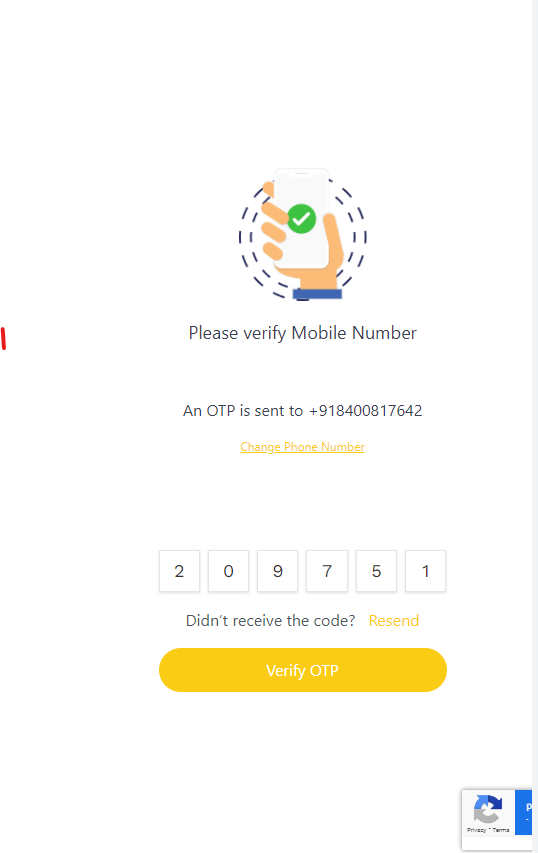 Please verify Mobile Number
An OTP is sent to +918400817642
Change Phone Number
2 0 9 7 5 1
Didn't receive the code? Resend
Verify OTP
Privacy - Terms